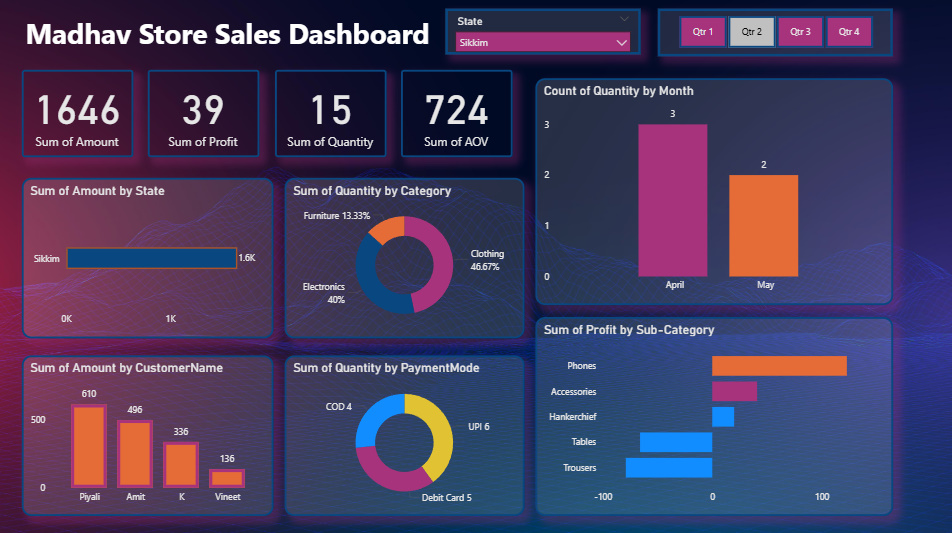 Madhav Store Sales Dashboard
State
Sikkim
Qtr 1 Qtr 2 Qtr 3 Qtr 4
1646
Sum of Amount
39
Sum of Profit
15
Sum of Quantity
724
Sum of AOV
Count of Quantity by Month
3
2
1
0
3
2
April May
Sum of Amount by State
Sikkim
1.6K
0K 1K
Sum of Quantity by Category
Furniture 13.33%
Clothing
46.67%
Electronics
40%
Sum of Profit by Sub-Category
Phones
Accessories
Hankerchief
Tables
Trousers
-100 0 100
Sum of Amount by CustomerName
500
0
610
496
336
136
Piyali Amit K Vineet
Sum of Quantity by PaymentMode
COD 4
UPI 6
Debit Card 5